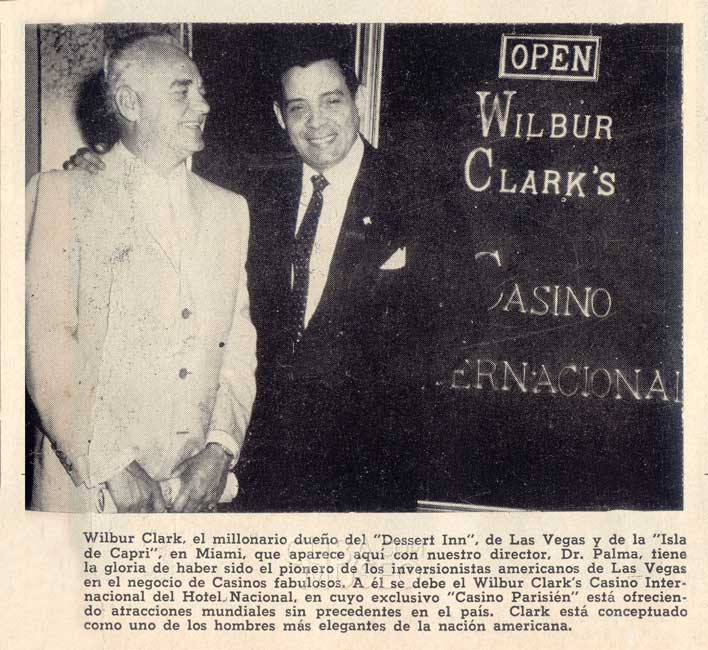 OPEN
WILBUR
CLARK'S
CASINO
ERNACIONAL
Wilbur Clark, el millonario dueño del "Dessert Inn", de Las Vegas y de la "Isla
de Capri", en Miami, que aparece aquí con nuestro director, Dr. Palma, tiene
la gloria de haber sido el pionero de los inversionistas americanos de Las Vegas
en el negocio de Casinos fabulosos. A él se debe el Wilbur Clark's Casino Inter-
nacional del Hotel Nacional, en cuyo exclusivo "Casino Parisién" está ofrecien-
do atracciones mundiales sin precedentes en el país. Clark está conceptuado
como uno de los hombres más elegantes de la nación americana.